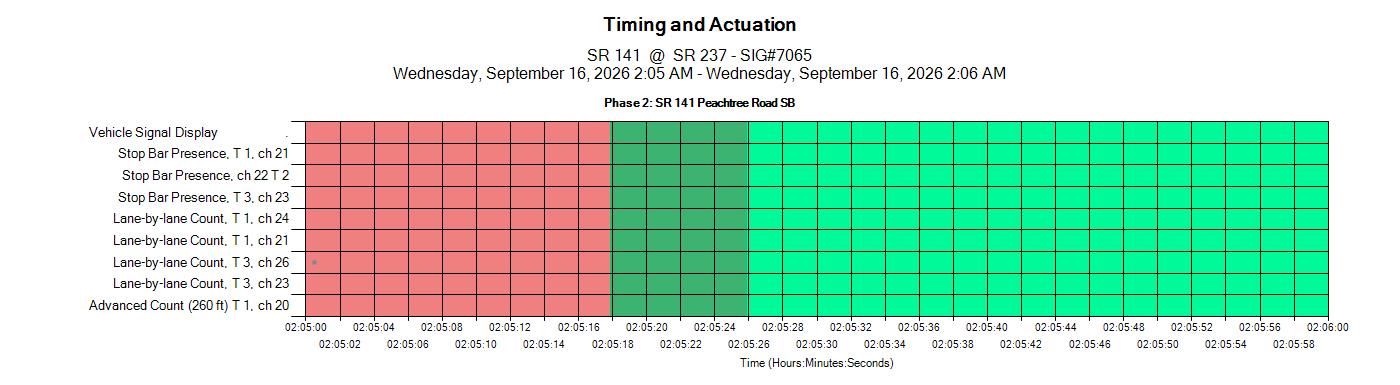 Timing and Actuation
SR 141 @ SR 237 - SIG#7065
Wednesday, September 16, 2026 2:05 AM - Wednesday, September 16, 2026 2:06 AM
Phase 2: SR 141 Peachtree Road SB
Vehicle Signal Display .
Stop Bar Presence, T 1, ch 21
Stop Bar Presence, ch 22 T 2
Stop Bar Presence, T 3, ch 23
Lane-by-lane Count, T 1, ch 24
Lane-by-lane Count, T 1, ch 21
Lane-by-lane Count, T 3, ch 26
Lane-by-lane Count, T 3, ch 23
Advanced Count (260 ft) T 1, ch 20
02:05:00 02:05:04 02:05:08 02:05:12 02:05:16 02:05:20 02:05:24 02:05:28 02:05:32 02:05:36 02:05:40 02:05:44 02:05:48 02:05:52 02:05:56 02:06:00
02:05:02 02:05:06 02:05:10 02:05:14 02:05:18 02:05:22 02:05:26 02:05:30 02:05:34 02:05:38 02:05:42 02:05:46 02:05:50 02:05:54 02:05:58
Time (Hours:Minutes:Seconds)